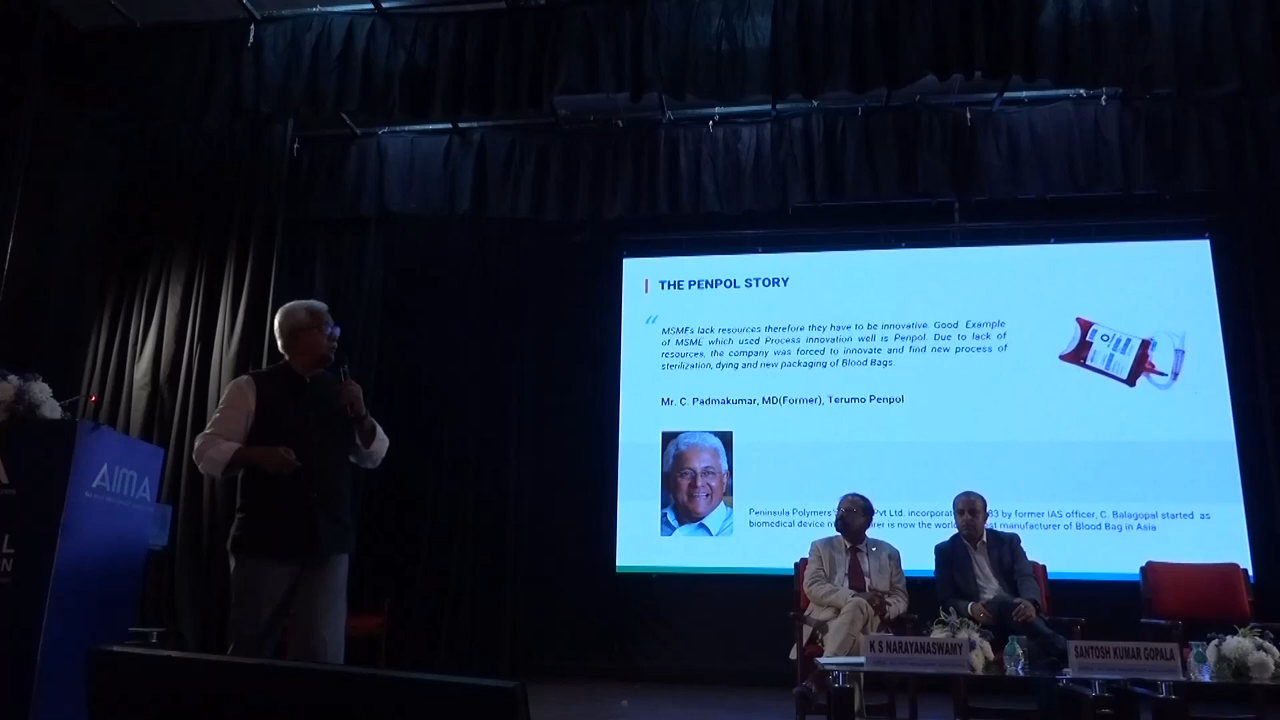 THE PENPOL STORY
“
MSMEs lack resources therefore they have to be innovative. Good Example
of MSME which used Process innovation well is Penpol. Due to lack of
resources, the company was forced to innovate and find new process of
sterilization, dying and new packaging of Blood Bags.
Mr. C. Padmakumar, MD(Former), Terumo Penpol
Peninsula Polymers Pvt Ltd. incorporat 83 by former IAS officer, C. Balagopal started as
biomedical device m rer is now the world st manufacturer of Blood Bag in Asia
AIMA
A
L
N
K S NARAYANASWAMY
SANTOSH KUMAR GOPALA